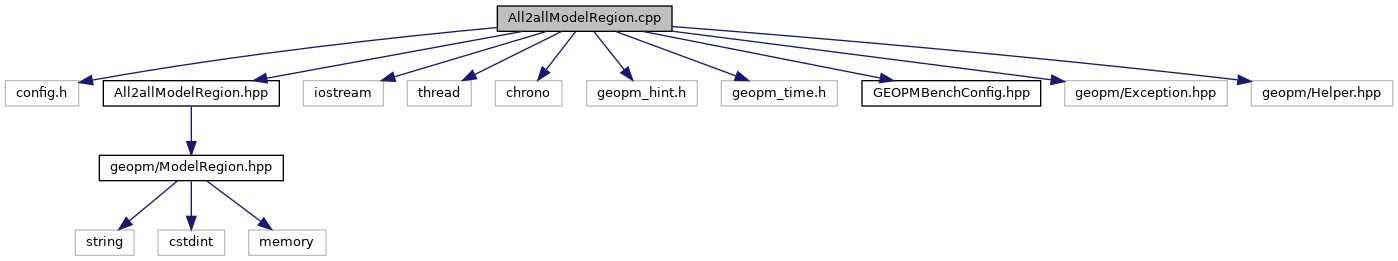 All2allModelRegion.cpp
config.h
All2allModelRegion.hpp
iostream
thread
chrono
geopm_hint.h
geopm_time.h
GEOPMBenchConfig.hpp
geopm/Exception.hpp
geopm/Helper.hpp
geopm/ModelRegion.hpp
string
cstdint
memory